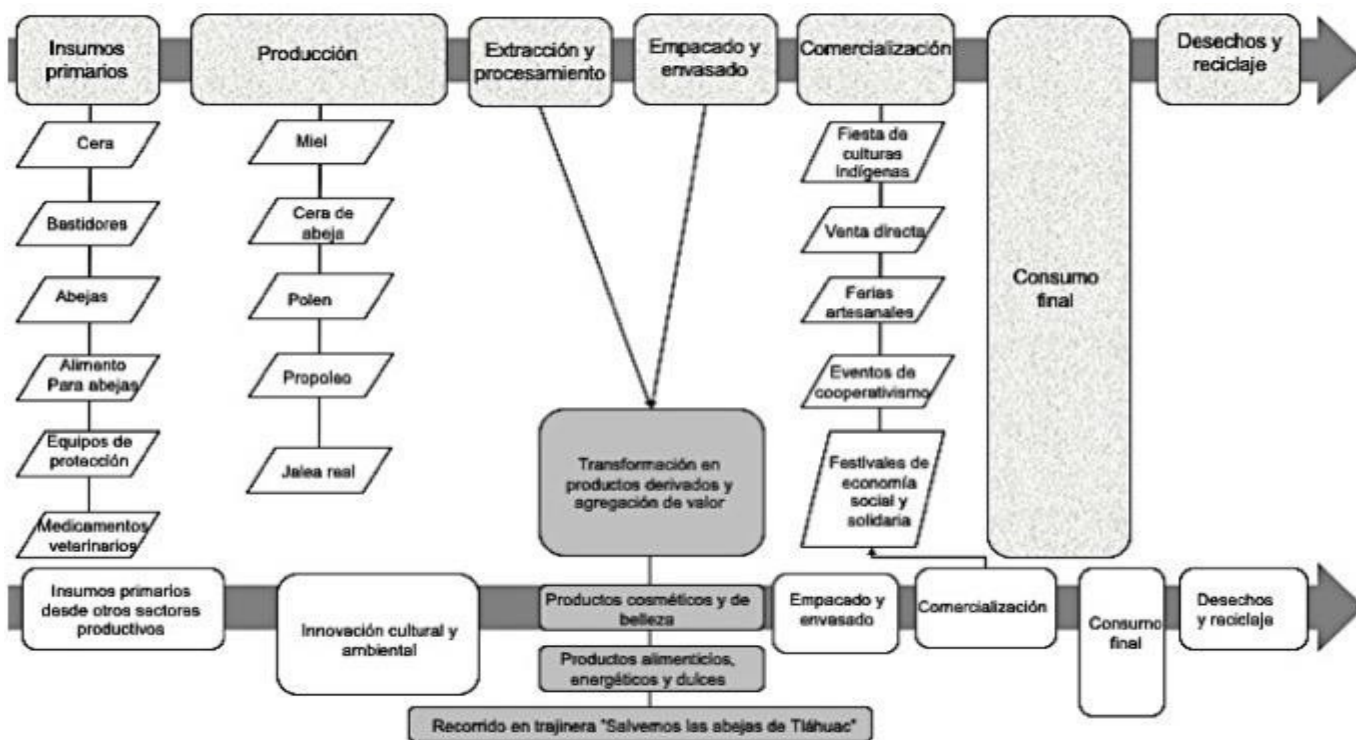 Insumos
primarios
Producción
Extracción y
procesamiento
Empacado y
envasado
Comercialización
Consumo
final
Desechos y
reciclaje
Cera
Bastidores
Abejas
Alimento
Para abejas
Equipos de
protección
Medicamentos
veterinarios
Miel
Cera de
abeja
Polen
Propoleo
Jalea real
Transformación en
productos derivados y
agregación de valor
Fiesta de
culturas
Indígenas
Venta directa
Ferias
artesanales
Eventos de
cooperativismo
Festivales de
economía
social y
solidaria
Insumos primarios
desde otros sectores
productivos
Innovación cultural y
ambiental
Productos cosméticos y de
belleza
Productos alimenticios,
energéticos y dulces
Recorrido en trajinera "Salvemos las abejas de Tláhuac"
Empacado y
envasado
Comercialización
Consumo
final
Desechos
y reciclaje